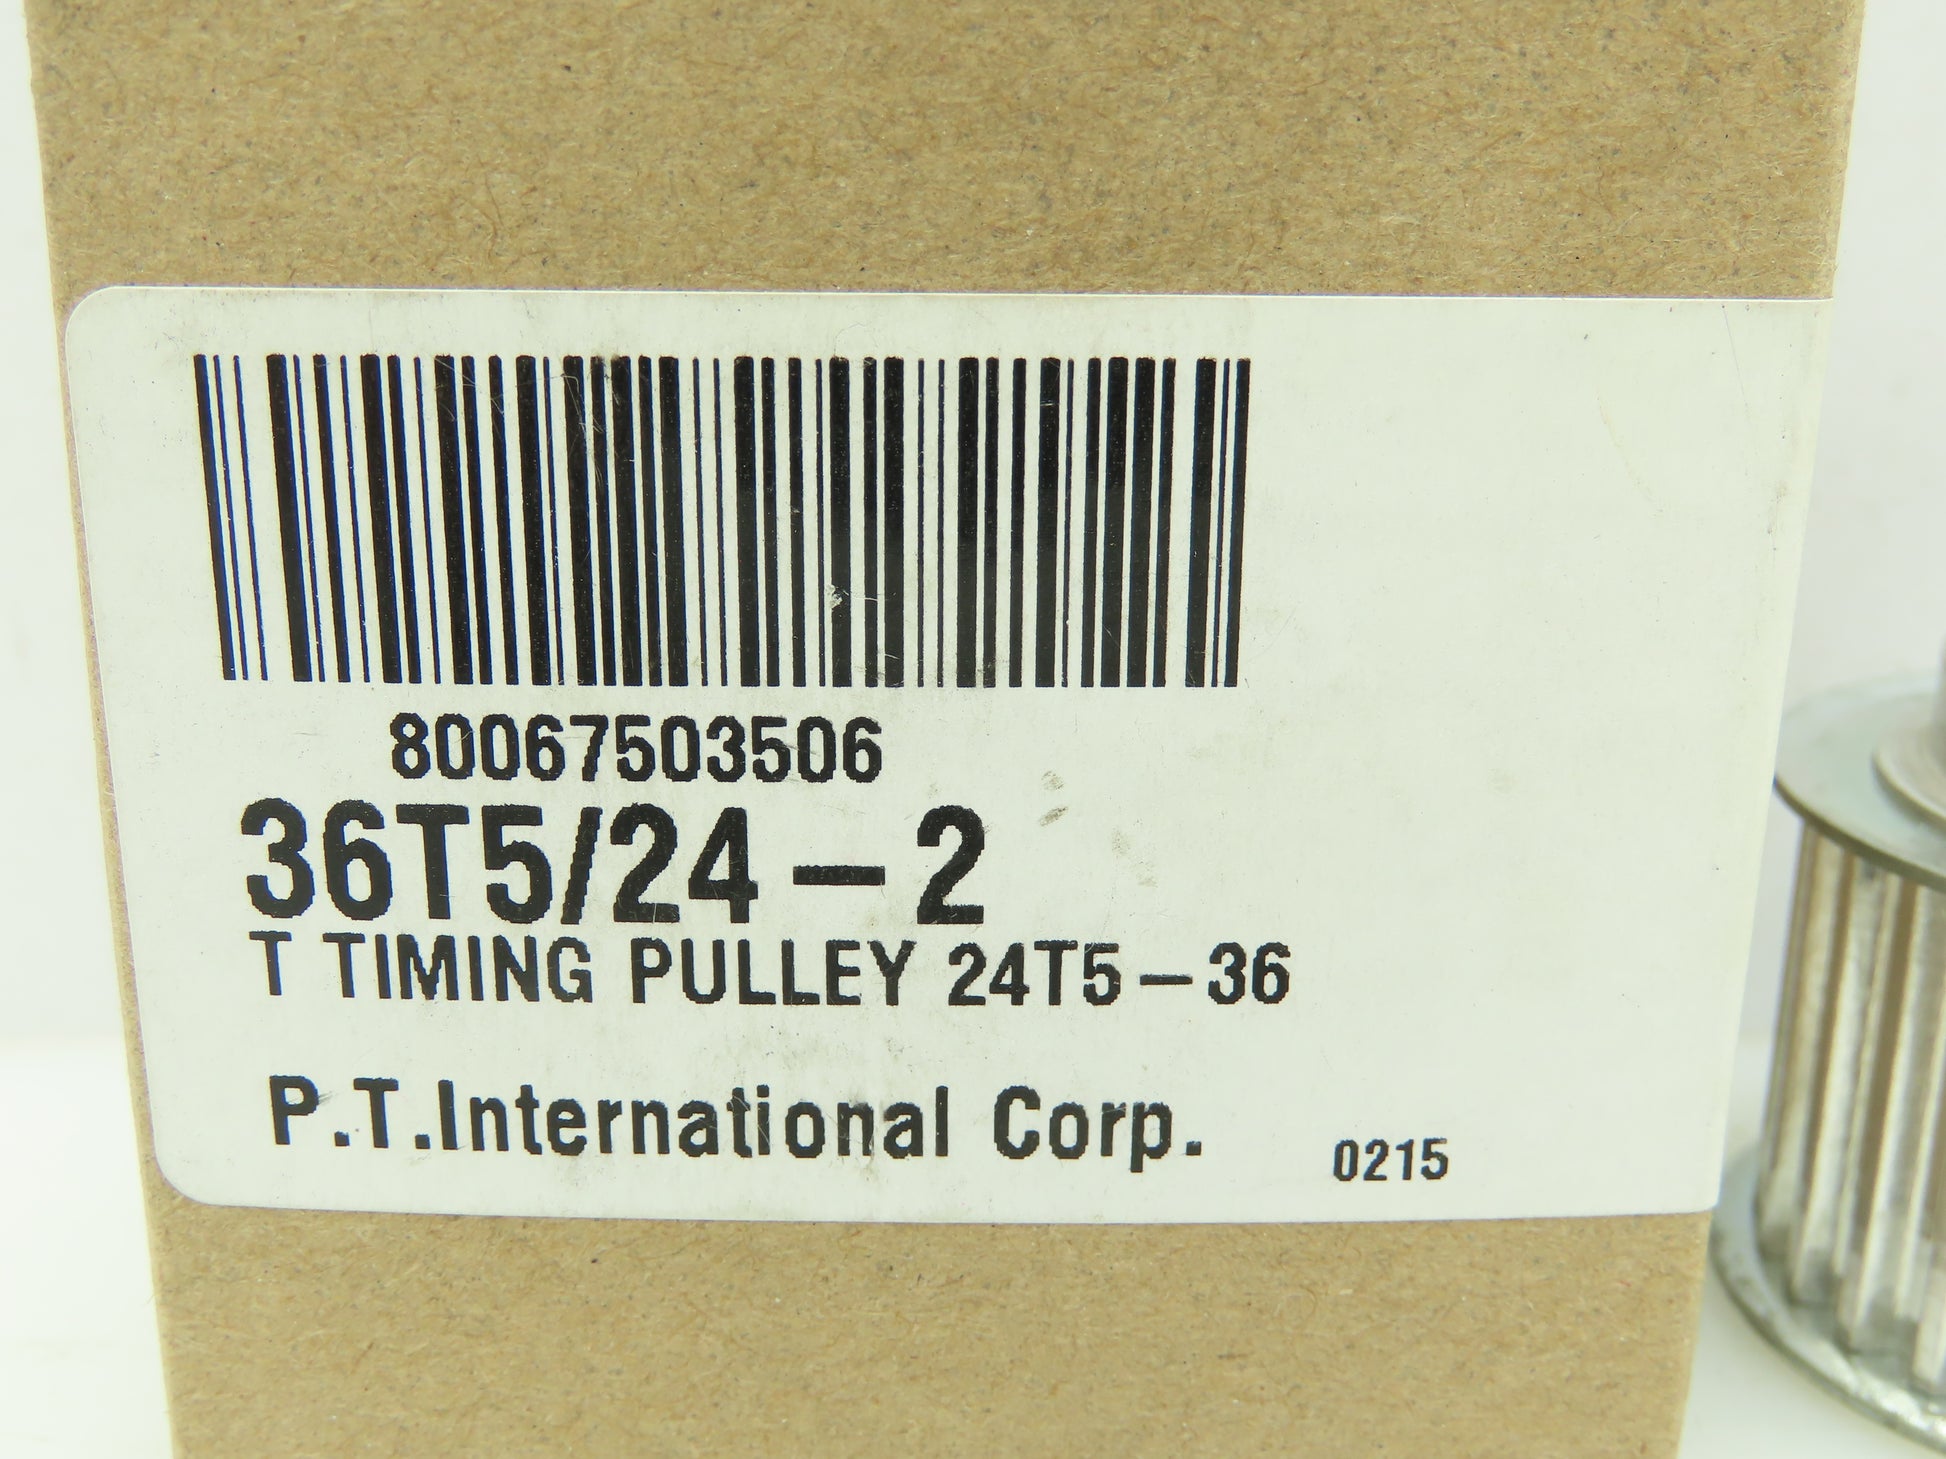 80067503506
36T5/24-2
T TIMING PULLEY 24T5-36
P.T.International Corp.
0215